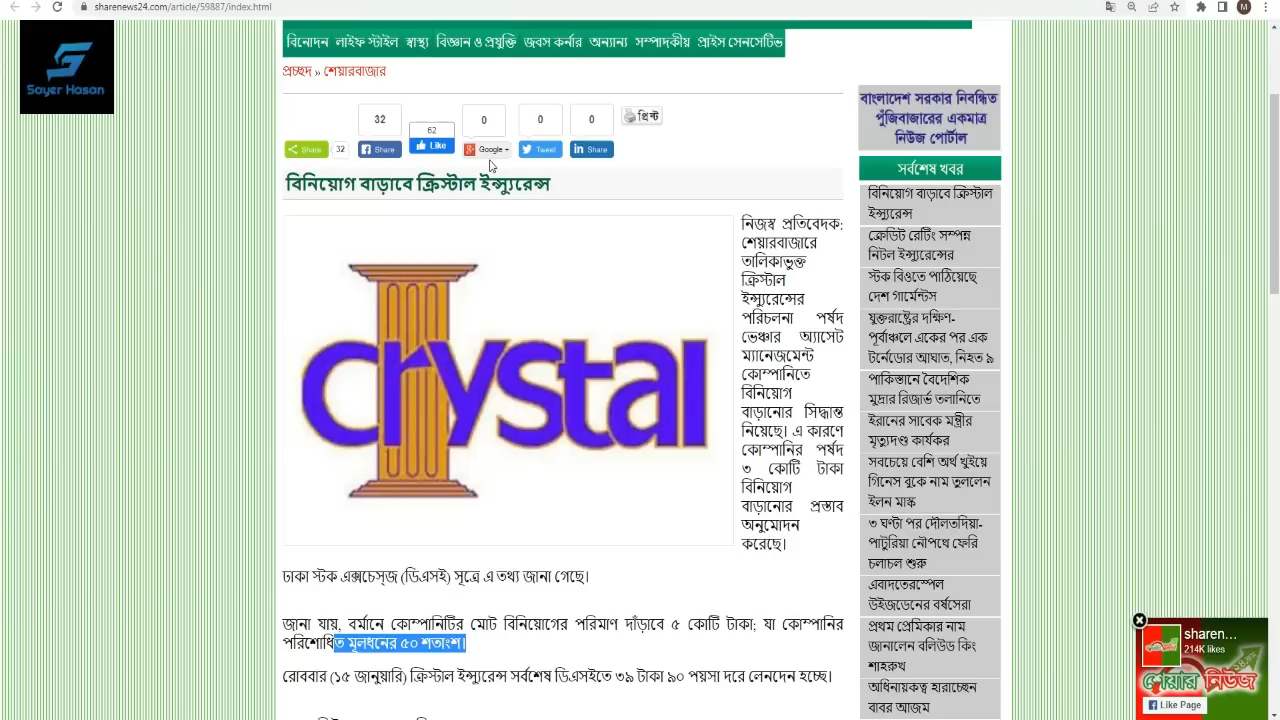 sharenews24.com/article/59887/index.html
M
Sayer Hasan
বিনোদন লাইফ স্টাইল স্বাস্থ্য বিজ্ঞান ও প্রযুক্তি জবস কর্নার অন্যান্য সম্পাদকীয় প্রাইস সেনসেটিভ
প্রচ্ছদ » শেয়ারবাজার
Share 32
32
Share
62
Like
0
Google +
0
Tweet
0
Share
প্রিন্ট
বিনিয়োগ বাড়াবে ক্রিস্টাল ইন্স্যুরেন্স
crystal
নিজস্ব প্রতিবেদক:
শেয়ারবাজারে
তালিকাভুক্ত
ক্রিস্টাল
ইন্স্যুরেন্সের
পরিচলনা পর্ষদ
ভেঞ্চার অ্যাসেট
ম্যানেজমেন্ট
কোম্পানিতে
বিনিয়োগ
বাড়ানোর সিদ্ধান্ত
নিয়েছে। এ কারণে
কোম্পানির পর্ষদ
৩ কোটি টাকা
বিনিয়োগ
বাড়ানোর প্রস্তাব
অনুমোদন
করেছে।
ঢাকা স্টক এক্সচেস্জ (ডিএসই) সূত্রে এ তথ্য জানা গেছে।
জানা যায়, বর্মানে কোম্পানিটির মোট বিনিয়োগের পরিমাণ দাঁড়াবে ৫ কোটি টাকা; যা কোম্পানির
পরিশোধিত মূলধনের ৫০ শতাংশ।
রোববার (১৫ জানুয়ারি) ক্রিস্টাল ইন্স্যুরেন্স সর্বশেষ ডিএসইতে ৩৯ টাকা ৯০ পয়সা দরে লেনদেন হচ্ছে।
বাংলাদেশ সরকার নিবন্ধিত
পুঁজিবাজারের একমাত্র
নিউজ পোর্টাল
সর্বশেষ খবর
বিনিয়োগ বাড়াবে ক্রিস্টাল
ইন্স্যুরেন্স
ক্রেডিট রেটিং সম্পন্ন
নিটল ইন্স্যুরেন্সের
স্টক বিওতে পাঠিয়েছে
দেশ গার্মেন্টস
যুক্তরাষ্ট্রের দক্ষিণ-
পূর্বাঞ্চলে একের পর এক
টর্নেডোর আঘাত, নিহত ৯
পাকিস্তানে বৈদেশিক
মুদ্রার রিজার্ভ তলানিতে
ইরানের সাবেক মন্ত্রীর
মৃত্যুদণ্ড কার্যকর
সবচেয়ে বেশি অর্থ খুইয়ে
গিনেস বুকে নাম তুললেন
ইলন মাস্ক
৩ ঘণ্টা পর দৌলতদিয়া-
পাটুরিয়া নৌপথে ফেরি
চলাচল শুরু
এবাদতেরস্পেল
উইজডেনের বর্ষসেরা
প্রথম প্রেমিকার নাম
জানালেন বলিউড কিং
শাহরুখ
অধিনায়কত্ব হারাচ্ছেন
বাবর আজম
sharen...
214K likes
শেয়ার নিউজ
Like Page